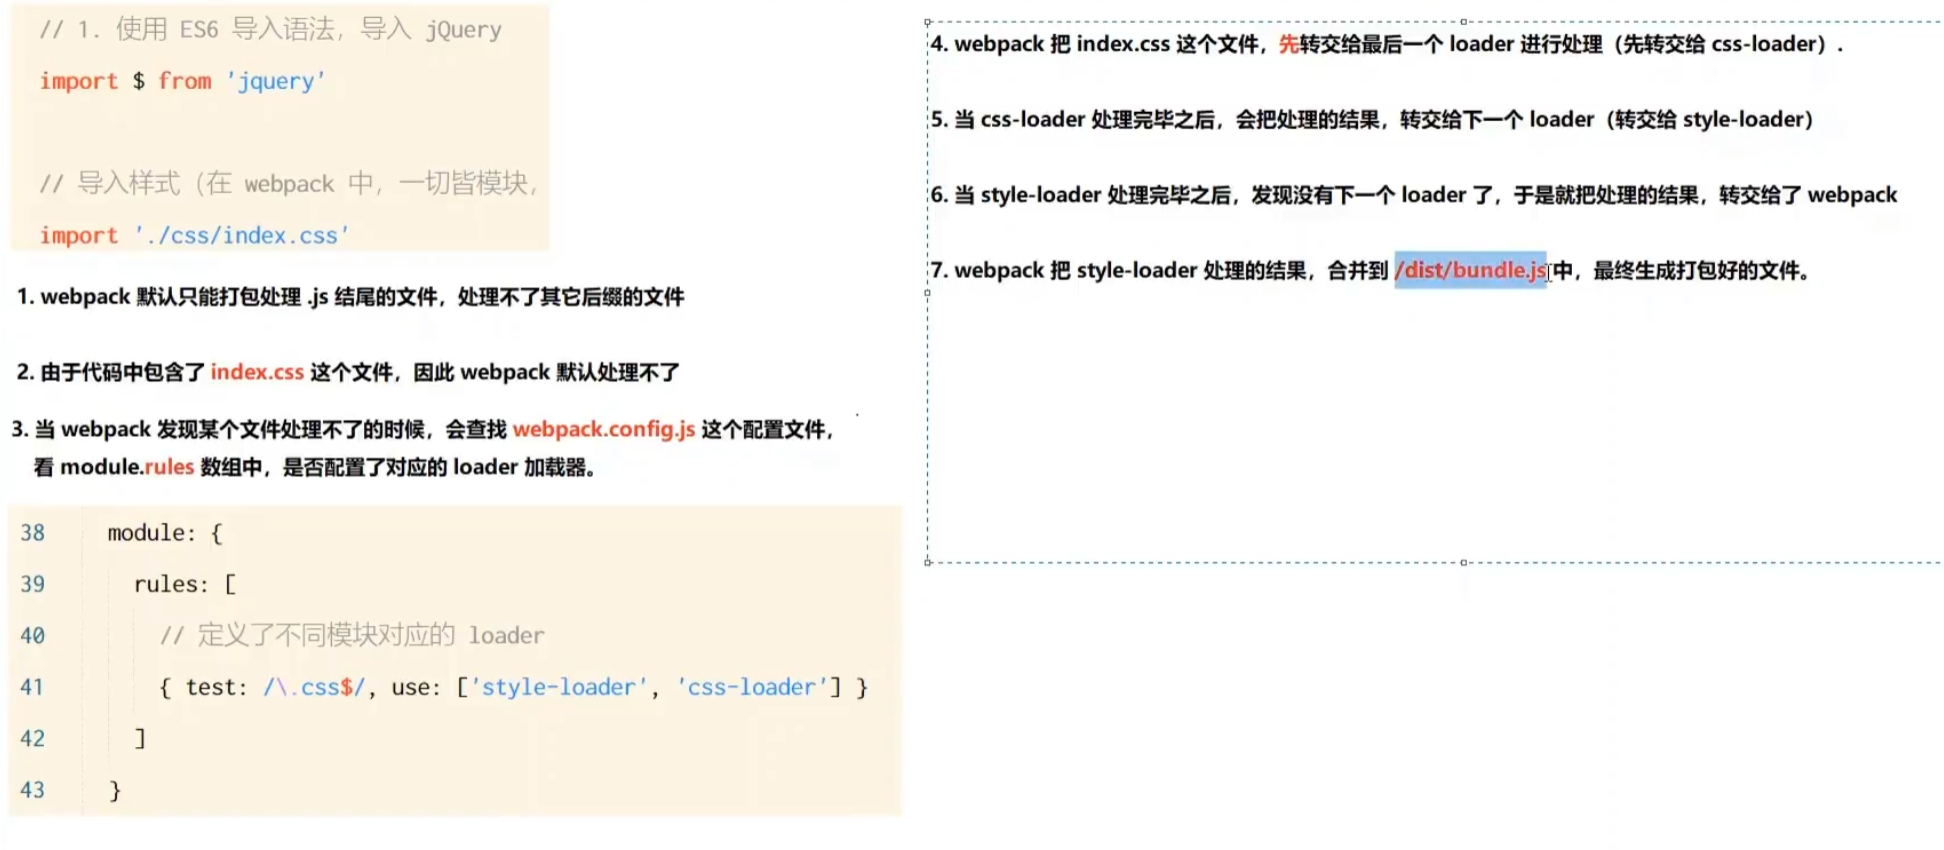 // 1. 使用 ES6 导入语法，导入 jQuery
import $ from 'jquery'
// 导入样式（在 webpack 中，一切皆模块，
import './css/index.css'
1. webpack 默认只能打包处理 .js 结尾的文件，处理不了其它后缀的文件
2. 由于代码中包含了 index.css 这个文件，因此 webpack 默认处理不了
3. 当 webpack 发现某个文件处理不了的时候，会查找 webpack.config.js 这个配置文件，
看 module.rules 数组中，是否配置了对应的 loader 加载器。
38 module: {
39 rules: [
40 // 定义了不同模块对应的 loader
41 { test: /\.css$/, use: ['style-loader', 'css-loader'] }
42 ]
43 }
4. webpack 把 index.css 这个文件，先转交给最后一个 loader 进行处理（先转交给 css-loader）.
5. 当 css-loader 处理完毕之后，会把处理的结果，转交给下一个 loader（转交给 style-loader）
6. 当 style-loader 处理完毕之后，发现没有下一个 loader 了，于是就把处理的结果，转交给了 webpack
7. webpack 把 style-loader 处理的结果，合并到 /dist/bundle.js 中，最终生成打包好的文件。